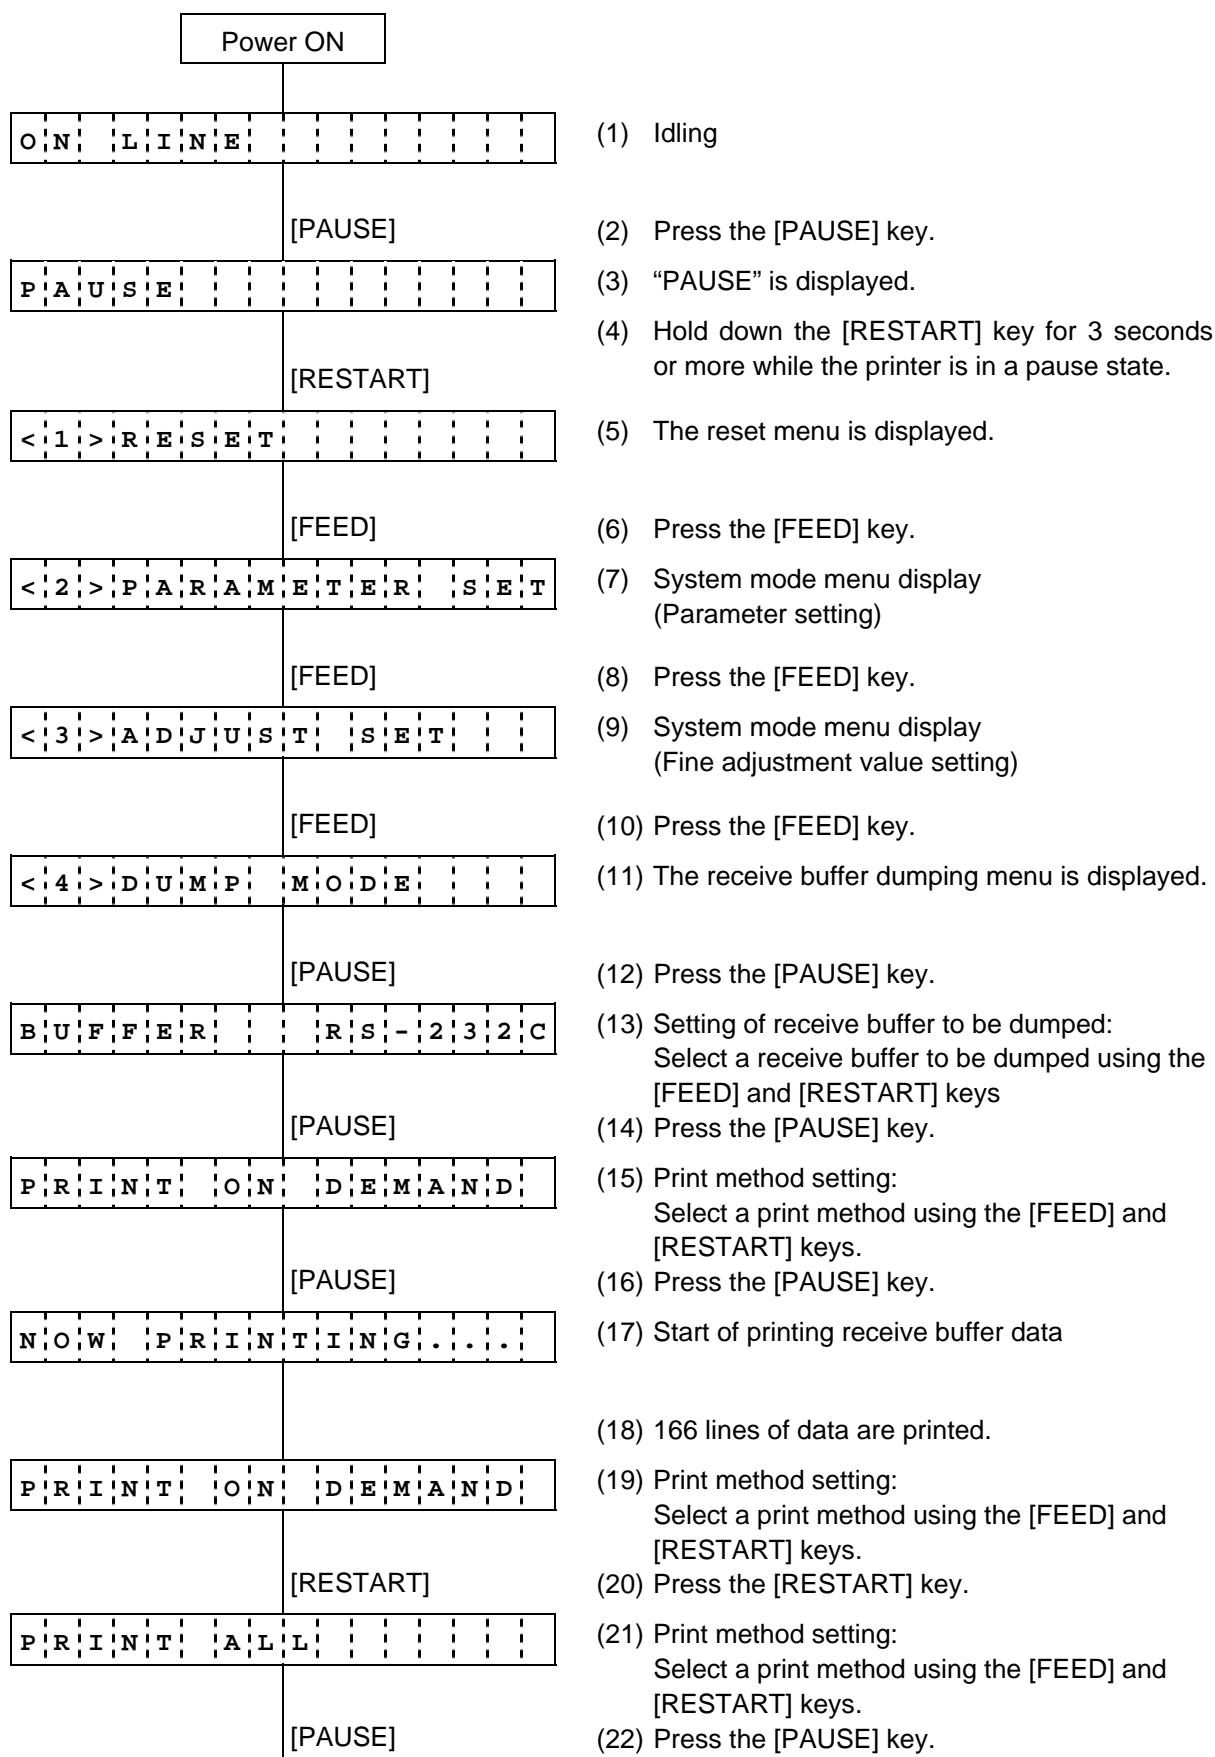 Power ON
ON LINE
(1) Idling
[PAUSE]
(2) Press the [PAUSE] key.
PAUSE
(3) “PAUSE” is displayed.
(4) Hold down the [RESTART] key for 3 seconds
or more while the printer is in a pause state.
[RESTART]
<1>RESET
(5) The reset menu is displayed.
[FEED]
(6) Press the [FEED] key.
<2>PARAMETER SET
(7) System mode menu display
(Parameter setting)
[FEED]
(8) Press the [FEED] key.
<3>ADJUST SET
(9) System mode menu display
(Fine adjustment value setting)
[FEED]
(10) Press the [FEED] key.
<4>DUMP MODE
(11) The receive buffer dumping menu is displayed.
[PAUSE]
(12) Press the [PAUSE] key.
BUFFER   RS-232C
(13) Setting of receive buffer to be dumped:
Select a receive buffer to be dumped using the
[FEED] and [RESTART] keys
[PAUSE]
(14) Press the [PAUSE] key.
PRINT ON DEMAND
(15) Print method setting:
Select a print method using the [FEED] and
[RESTART] keys.
[PAUSE]
(16) Press the [PAUSE] key.
NOW PRINTING...
(17) Start of printing receive buffer data
(18) 166 lines of data are printed.
PRINT ON DEMAND
(19) Print method setting:
Select a print method using the [FEED] and
[RESTART] keys.
[RESTART]
(20) Press the [RESTART] key.
PRINT ALL
(21) Print method setting:
Select a print method using the [FEED] and
[RESTART] keys.
[PAUSE]
(22) Press the [PAUSE] key.